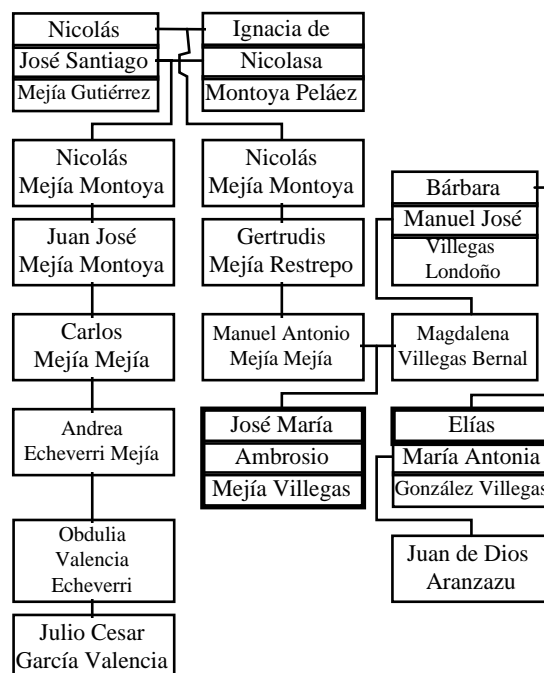 Nicolás
José Santiago
Mejía Gutiérrez
Ignacia de
Nicolasa
Montoya Peláez
Nicolás
Mejía Montoya
Nicolás
Mejía Montoya
Bárbara
Manuel José
Villegas
Londoño
Juan José
Mejía Montoya
Gertrudis
Mejía Restrepo
Carlos
Mejía Mejía
Manuel Antonio
Mejía Mejía
Magdalena
Villegas Bernal
Andrea
Echeverri Mejía
José María
Ambrosio
Mejía Villegas
Elías
María Antonia
González Villegas
Obdulia
Valencia
Echeverri
Juan de Dios
Aranzazu
Julio Cesar
García Valencia